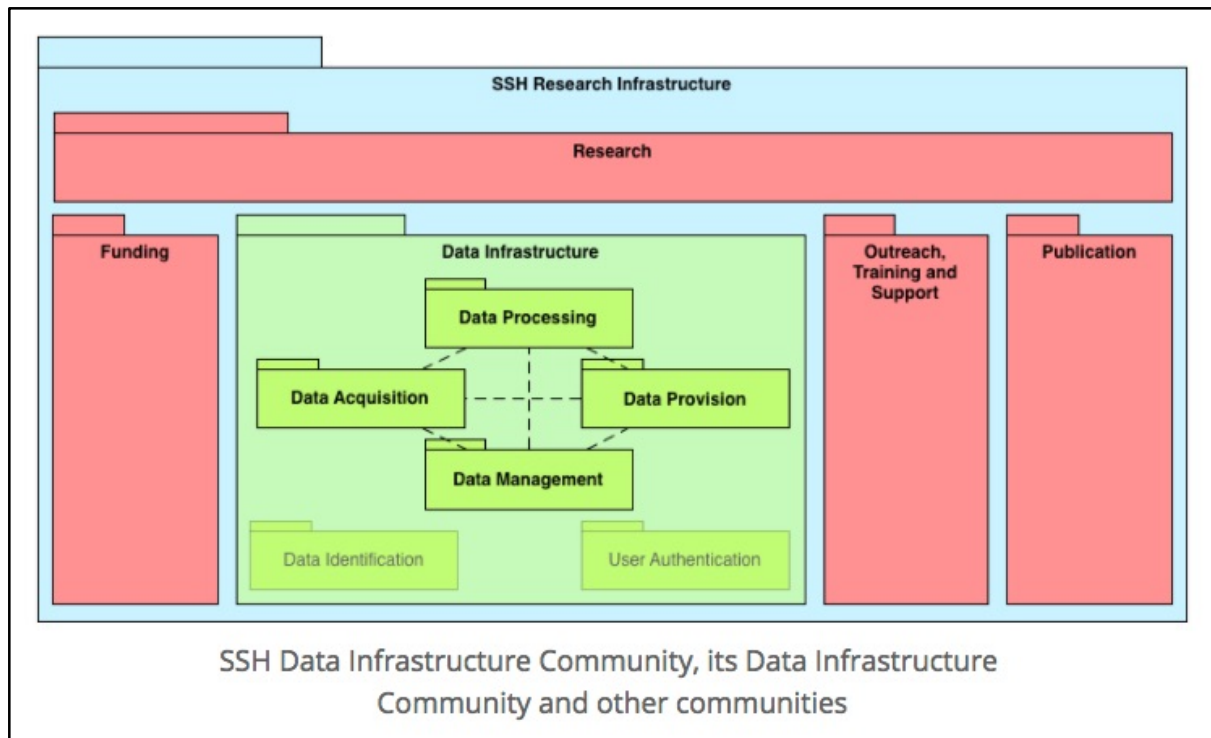 SSH Research Infrastructure
Research
Funding
Data Infrastructure
Data Processing
Data Acquisition
Data Provision
Data Management
Data Identification
User Authentication
Outreach,
Training and
Support
Publication
SSH Data Infrastructure Community, its Data Infrastructure
Community and other communities